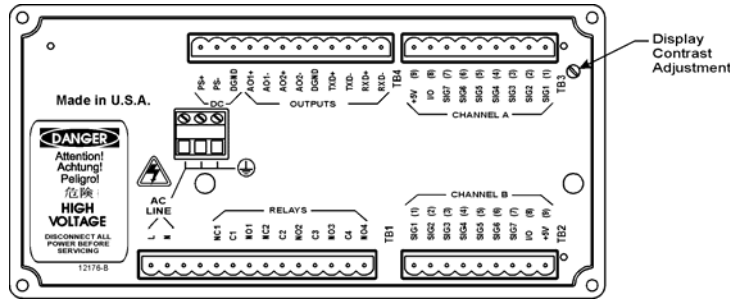 Display
Contrast
Adjustment
PS+
PS-
DGND
AO1+
AO1-
AO2+
AO2-
DGND
TXD+
TXD-
RXD+
RXD-
TB4
DC
OUTPUTS
+5V (9)
I/O (8)
SIG7 (7)
SIG6 (6)
SIG5 (5)
SIG4 (4)
SIG3 (3)
SIG2 (2)
SIG1 (1)
TB3
CHANNEL A
Made in U.S.A.
DANGER
Attention!
Achtung!
Peligro!
危険
HIGH
VOLTAGE
DISCONNECT ALL
POWER BEFORE
SERVICING
12176-B
AC
LINE
L
N
RELAYS
NC1
C1
NO1
NC2
C2
NO2
C3
NO3
C4
NO4
TB1
CHANNEL B
SIG1 (1)
SIG2 (2)
SIG3 (3)
SIG4 (4)
SIG5 (5)
SIG6 (6)
SIG7 (7)
I/O (8)
+5V (9)
TB2